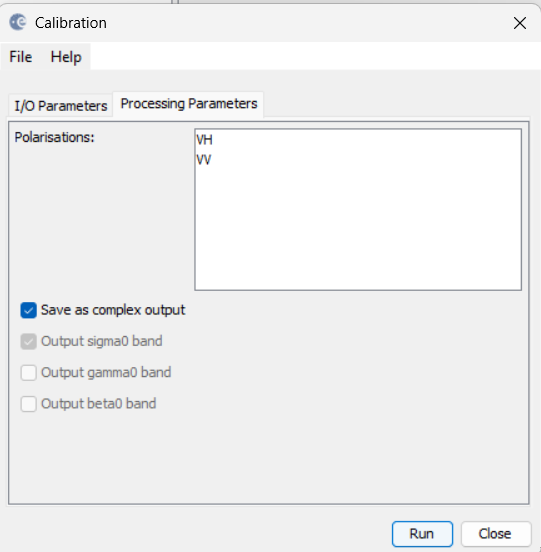 Calibration
File Help
I/O Parameters Processing Parameters
Polarisations:
VH
VV
Save as complex output
Output sigma0 band
Output gamma0 band
Output beta0 band
Run Close